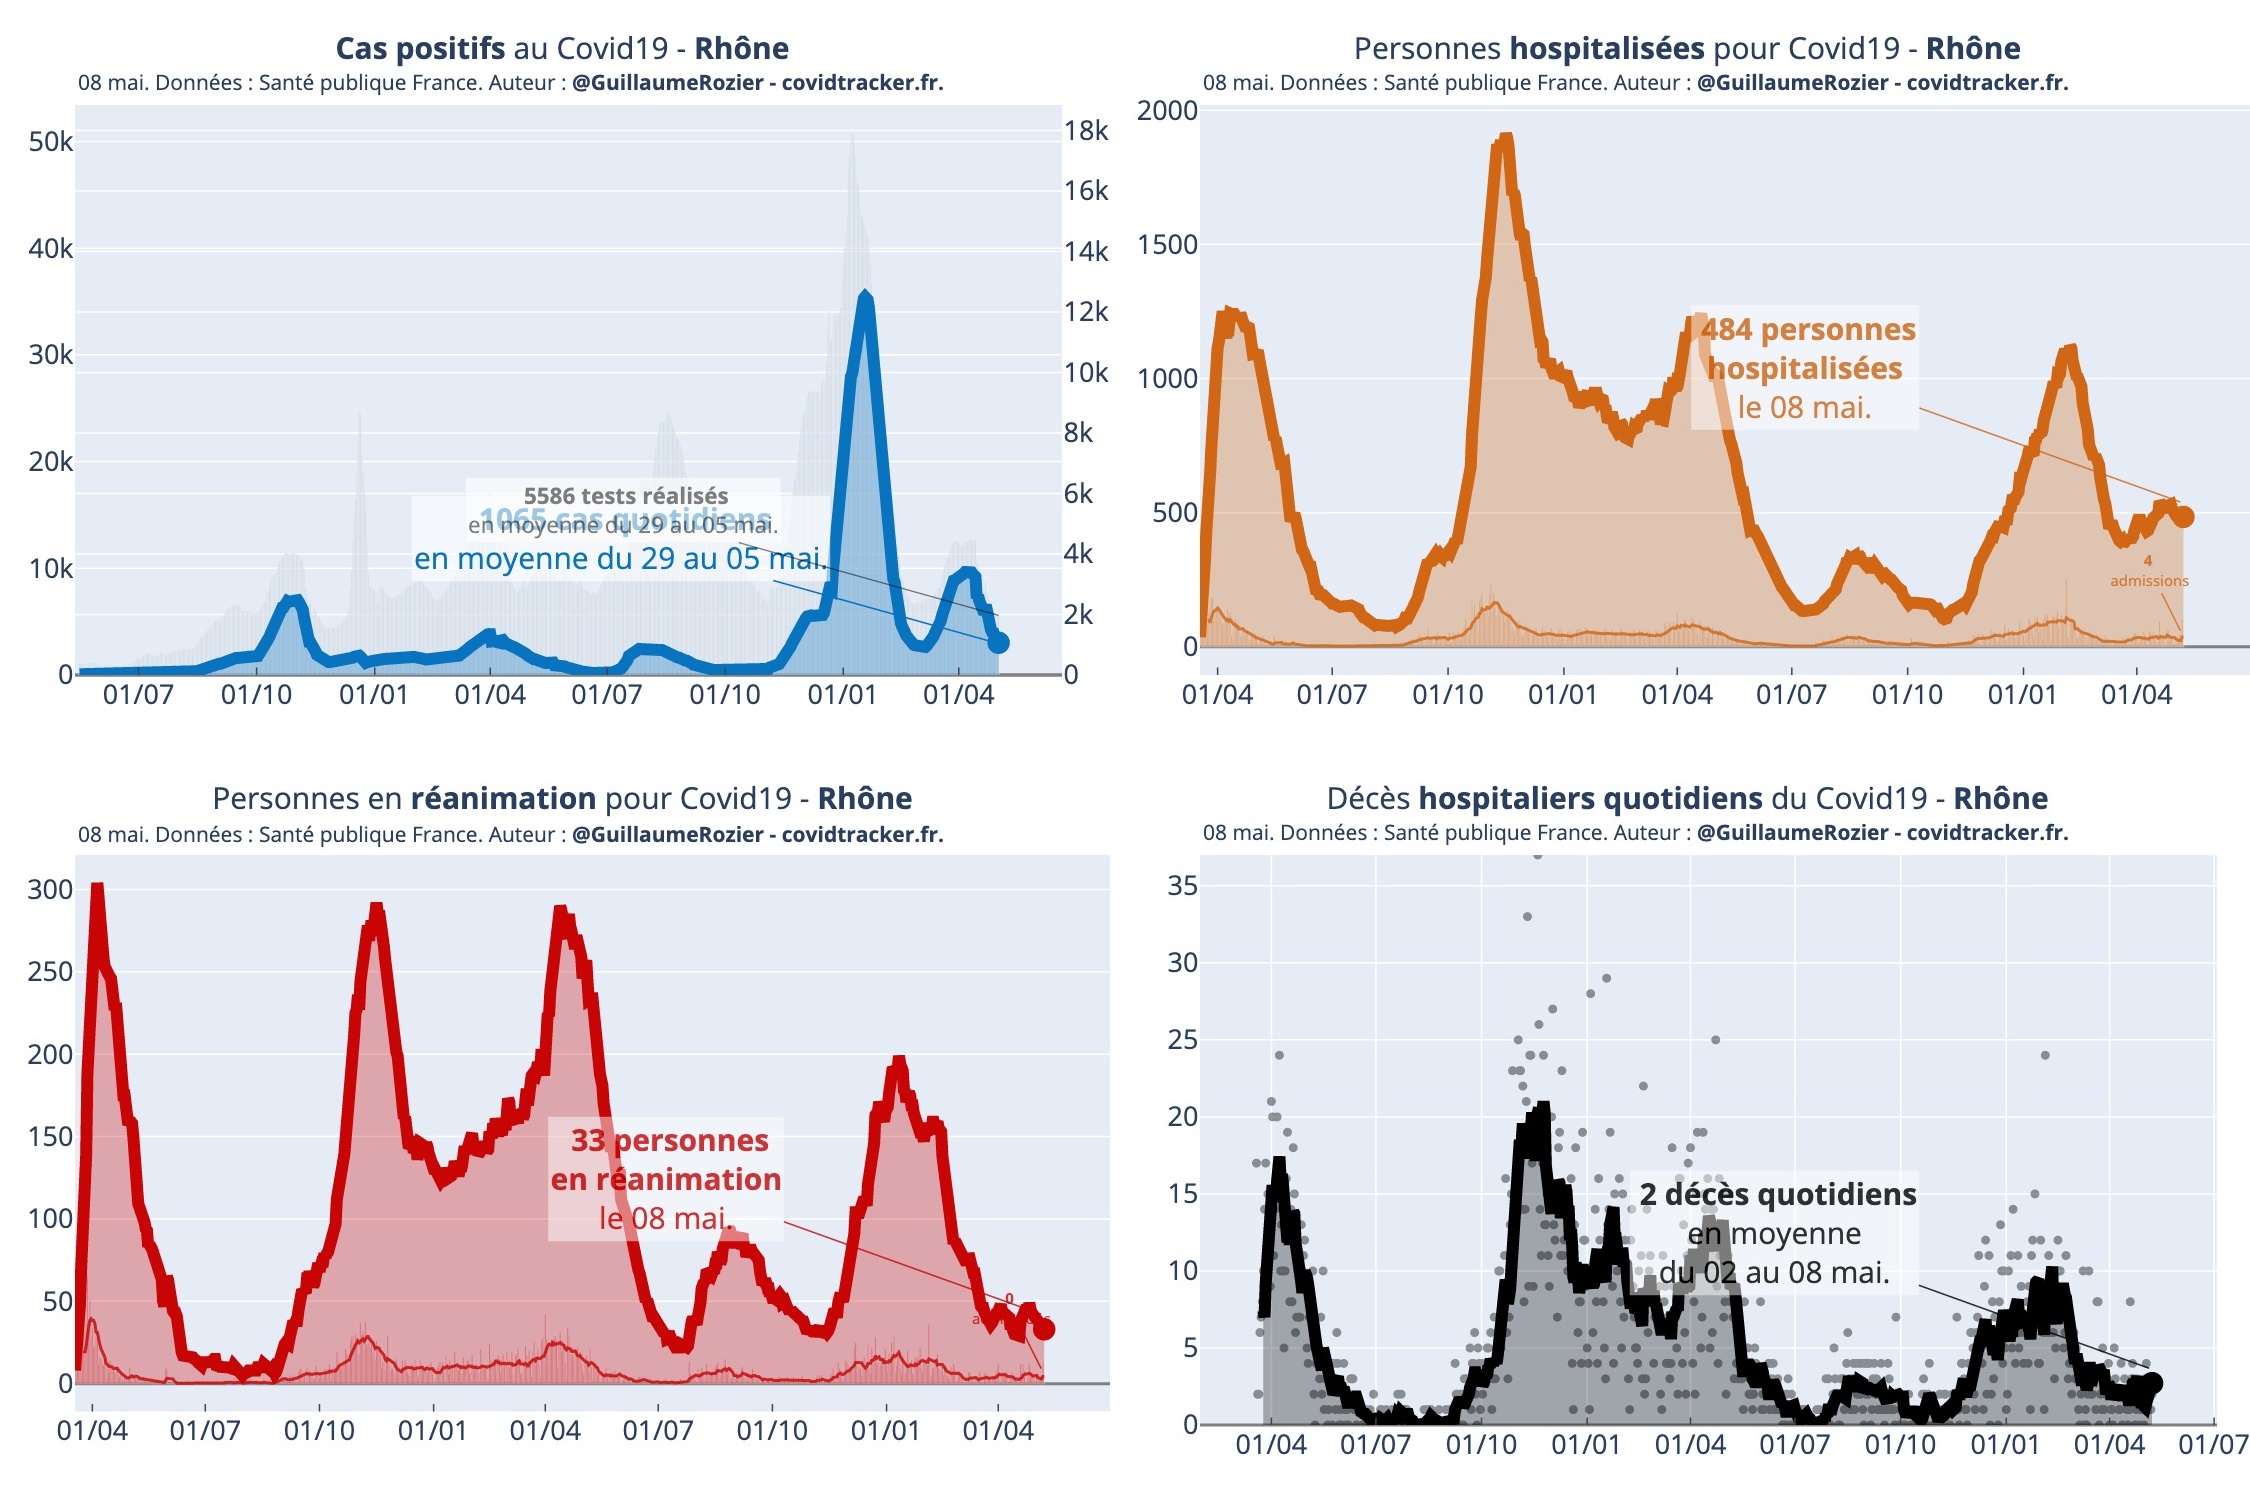 Cas positifs au Covid19 - Rhône
08 mai. Données : Santé publique France. Auteur : @GuillaumeRozier - covidtracker.fr.
50k
40k
30k
20k
10k
0
18k
16k
14k
12k
10k
8k
6k
4k
2k
0
5586 tests réalisés
en moyenne du 29 au 05 mai.
1065 cas quotidiens
en moyenne du 29 au 05 mai.
01/07 01/10 01/01 01/04 01/07 01/10 01/01 01/04
Personnes hospitalisées pour Covid19 - Rhône
08 mai. Données : Santé publique France. Auteur : @GuillaumeRozier - covidtracker.fr.
2000
1500
1000
500
0
484 personnes
hospitalisées
le 08 mai.
4
admissions
01/04 01/07 01/10 01/01 01/04 01/07 01/10 01/01 01/04
Personnes en réanimation pour Covid19 - Rhône
08 mai. Données : Santé publique France. Auteur : @GuillaumeRozier - covidtracker.fr.
300
250
200
150
100
50
0
33 personnes
en réanimation
le 08 mai.
0
01/04 01/07 01/10 01/01 01/04 01/07 01/10 01/01 01/04
Décès hospitaliers quotidiens du Covid19 - Rhône
08 mai. Données : Santé publique France. Auteur : @GuillaumeRozier - covidtracker.fr.
35
30
25
20
15
10
5
0
2 décès quotidiens
en moyenne
du 02 au 08 mai.
01/04 01/07 01/10 01/01 01/04 01/07 01/10 01/01 01/04 01/07